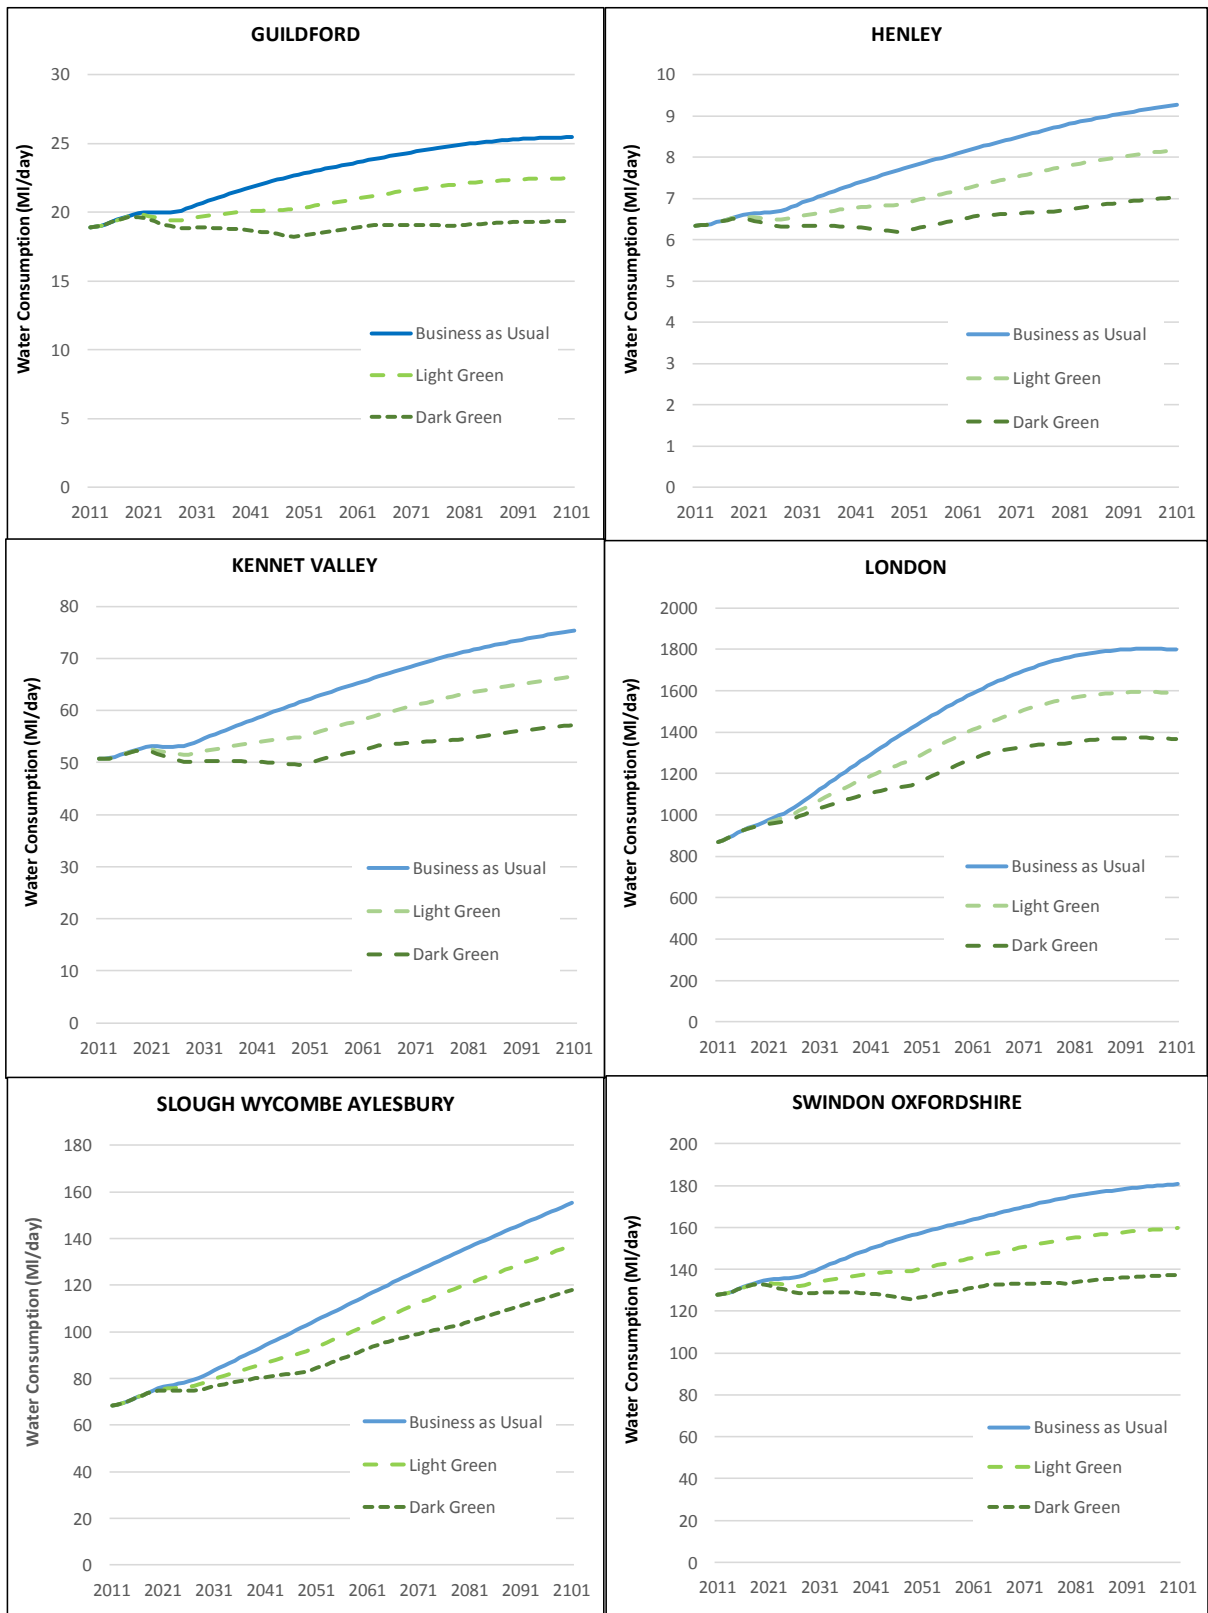 GUILDFORD
Water Consumption (Ml/day)
30
25
20
15
10
5
0
2011 2021 2031 2041 2051 2061 2071 2081 2091 2101
Business as Usual
Light Green
Dark Green
HENLEY
Water Consumption (Ml/day)
10
9
8
7
6
5
4
3
2
1
0
2011 2021 2031 2041 2051 2061 2071 2081 2091 2101
Business as Usual
Light Green
Dark Green
KENNET VALLEY
Water Consumption (Ml/day)
80
70
60
50
40
30
20
10
0
2011 2021 2031 2041 2051 2061 2071 2081 2091 2101
Business as Usual
Light Green
Dark Green
LONDON
Water Consumption (Ml/day)
2000
1800
1600
1400
1200
1000
800
600
400
200
0
2011 2021 2031 2041 2051 2061 2071 2081 2091 2101
Business as Usual
Light Green
Dark Green
SLOUGH WYCOMBE AYLESBURY
Water Consumption (Ml/day)
180
160
140
120
100
80
60
40
20
0
2011 2021 2031 2041 2051 2061 2071 2081 2091 2101
Business as Usual
Light Green
Dark Green
SWINDON OXFORDSHIRE
Water Consumption (Ml/day)
200
180
160
140
120
100
80
60
40
20
0
2011 2021 2031 2041 2051 2061 2071 2081 2091 2101
Business as Usual
Light Green
Dark Green